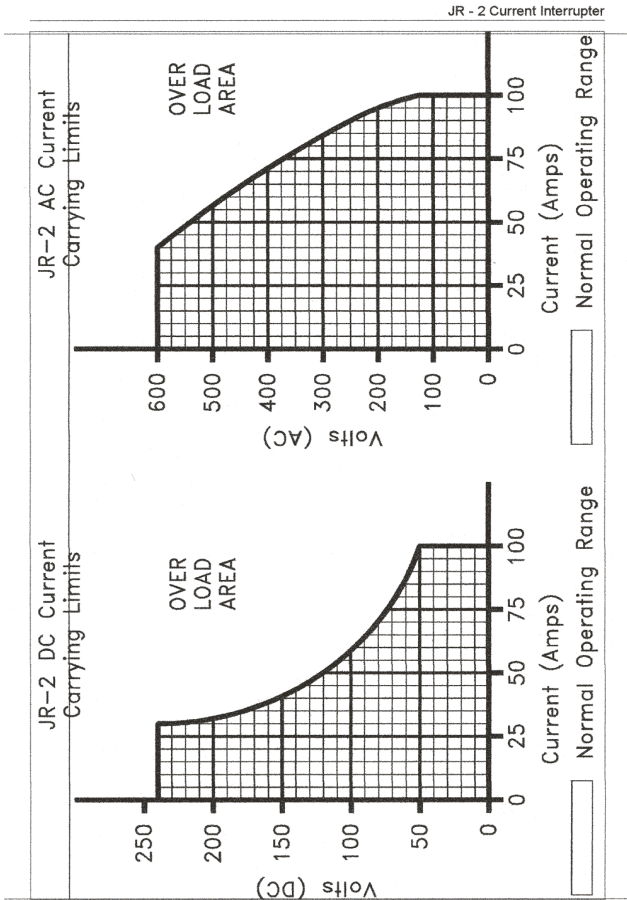 JR - 2 Current Interrupter
JR-2 DC Current
Carrying Limits
OVER
LOAD
AREA
Volts (DC)
250
200
150
100
50
0
0
25
50
75
100
Current (Amps)
Normal Operating Range
JR-2 AC Current
Carrying Limits
OVER
LOAD
AREA
Volts (AC)
600
500
400
300
200
100
0
0
25
50
75
100
Current (Amps)
Normal Operating Range